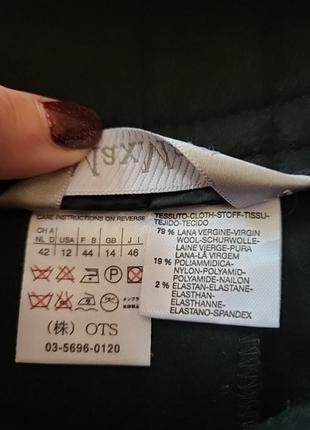 MaxM
CARE INSTRUCTIONS ON REVERSE
CH A
NL D USA F GB I
42 12 44 14 46
(株) OTS
03-5696-0120
TESSUTO-CLOTH-STOFF-TISSU-
TEJIDO-TECIDO
79 % LANA VERGINE-VIRGIN
WOOL-SCHURWOLLE-
LAINE VIERGE-PURA
LANA-LÃ VIRGEM
19 % POLIAMMIDICA-
NYLON-POLYAMID-
POLYAMIDE-NAILON
2 % ELASTAN-ELASTANE-
ELASTHAN-
ELASTHANNE-
ELASTANO-SPANDEX